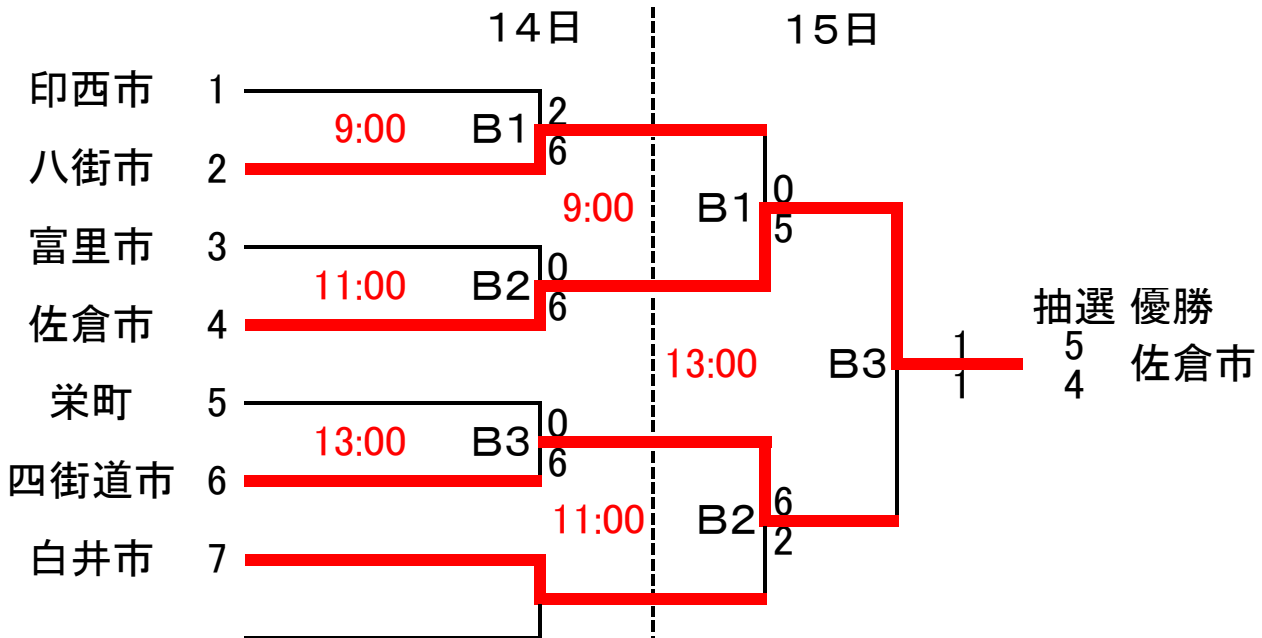 14日 15日
印西市 1
9:00 B1 2
6
八街市 2
9:00 B1 0
5
富里市 3
11:00 B2 0
6
佐倉市 4
抽選 優勝
13:00 B3 1 5 佐倉市
1 4
栄町 5
13:00 B3 0
6
四街道市 6
11:00 B2 6
2
白井市 7